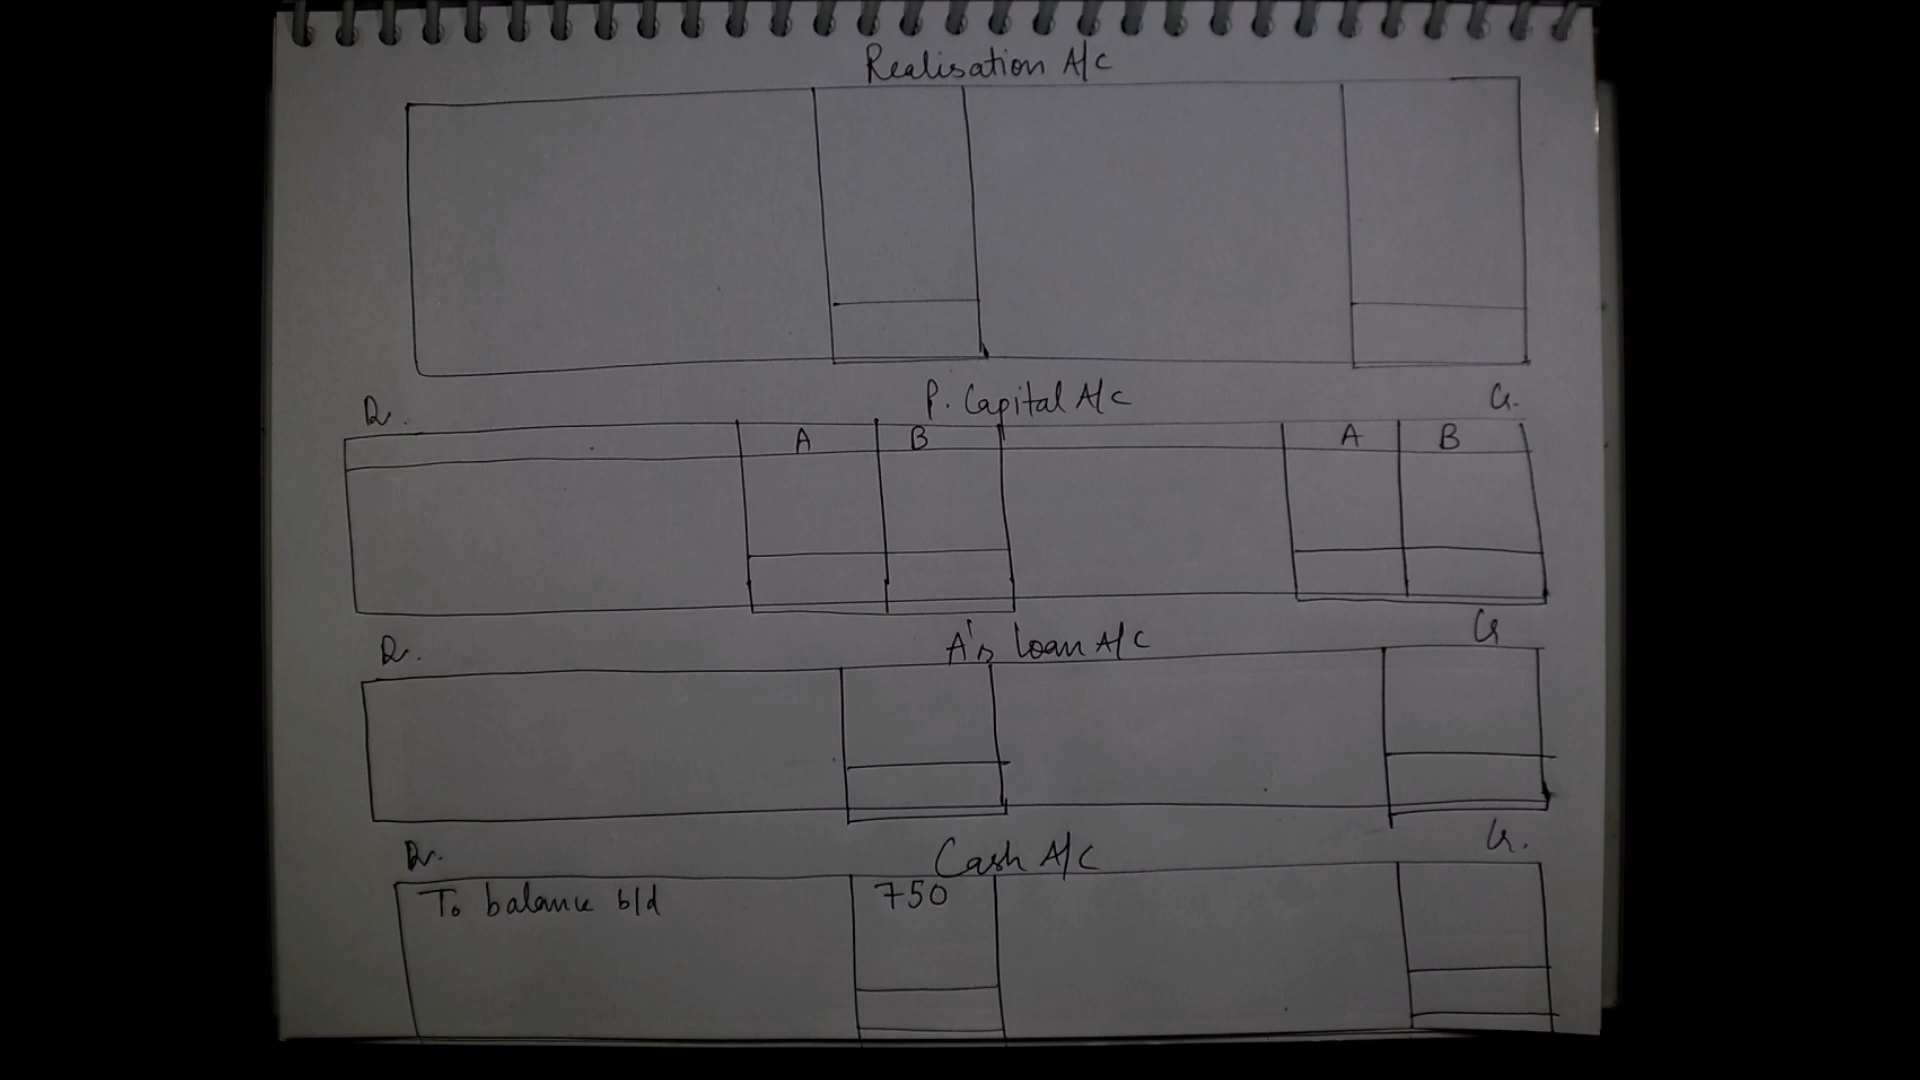 Realisation A/c
Dr. P. Capital A/c Cr.
A B A B
Dr. A's Loan A/c Cr
Dr. Cash A/c Cr.
To balance b/d 750